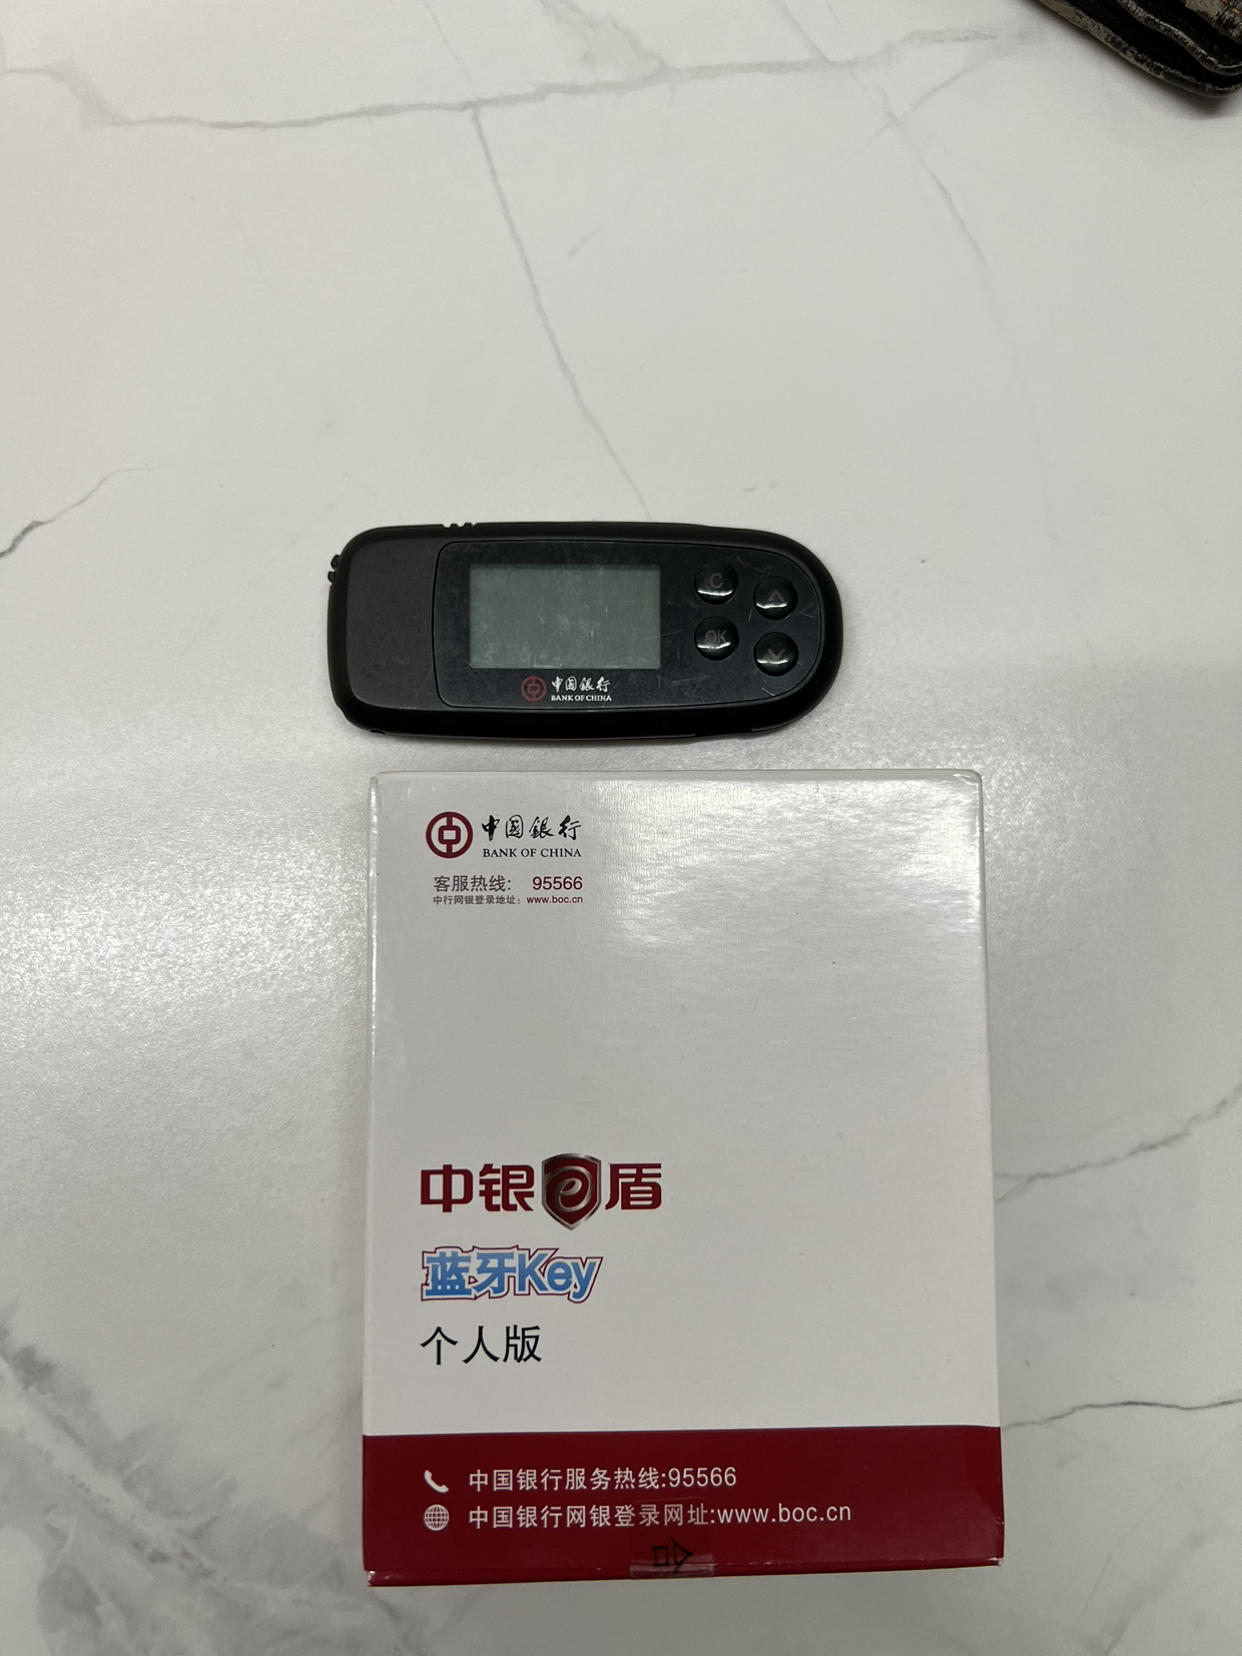 C
OK
中国银行
BANK OF CHINA
中国银行
BANK OF CHINA
客服热线: 95566
中行网银登录地址: www.boc.cn
中银e盾
蓝牙Key
个人版
中国银行服务热线:95566
中国银行网银登录网址:www.boc.cn
合